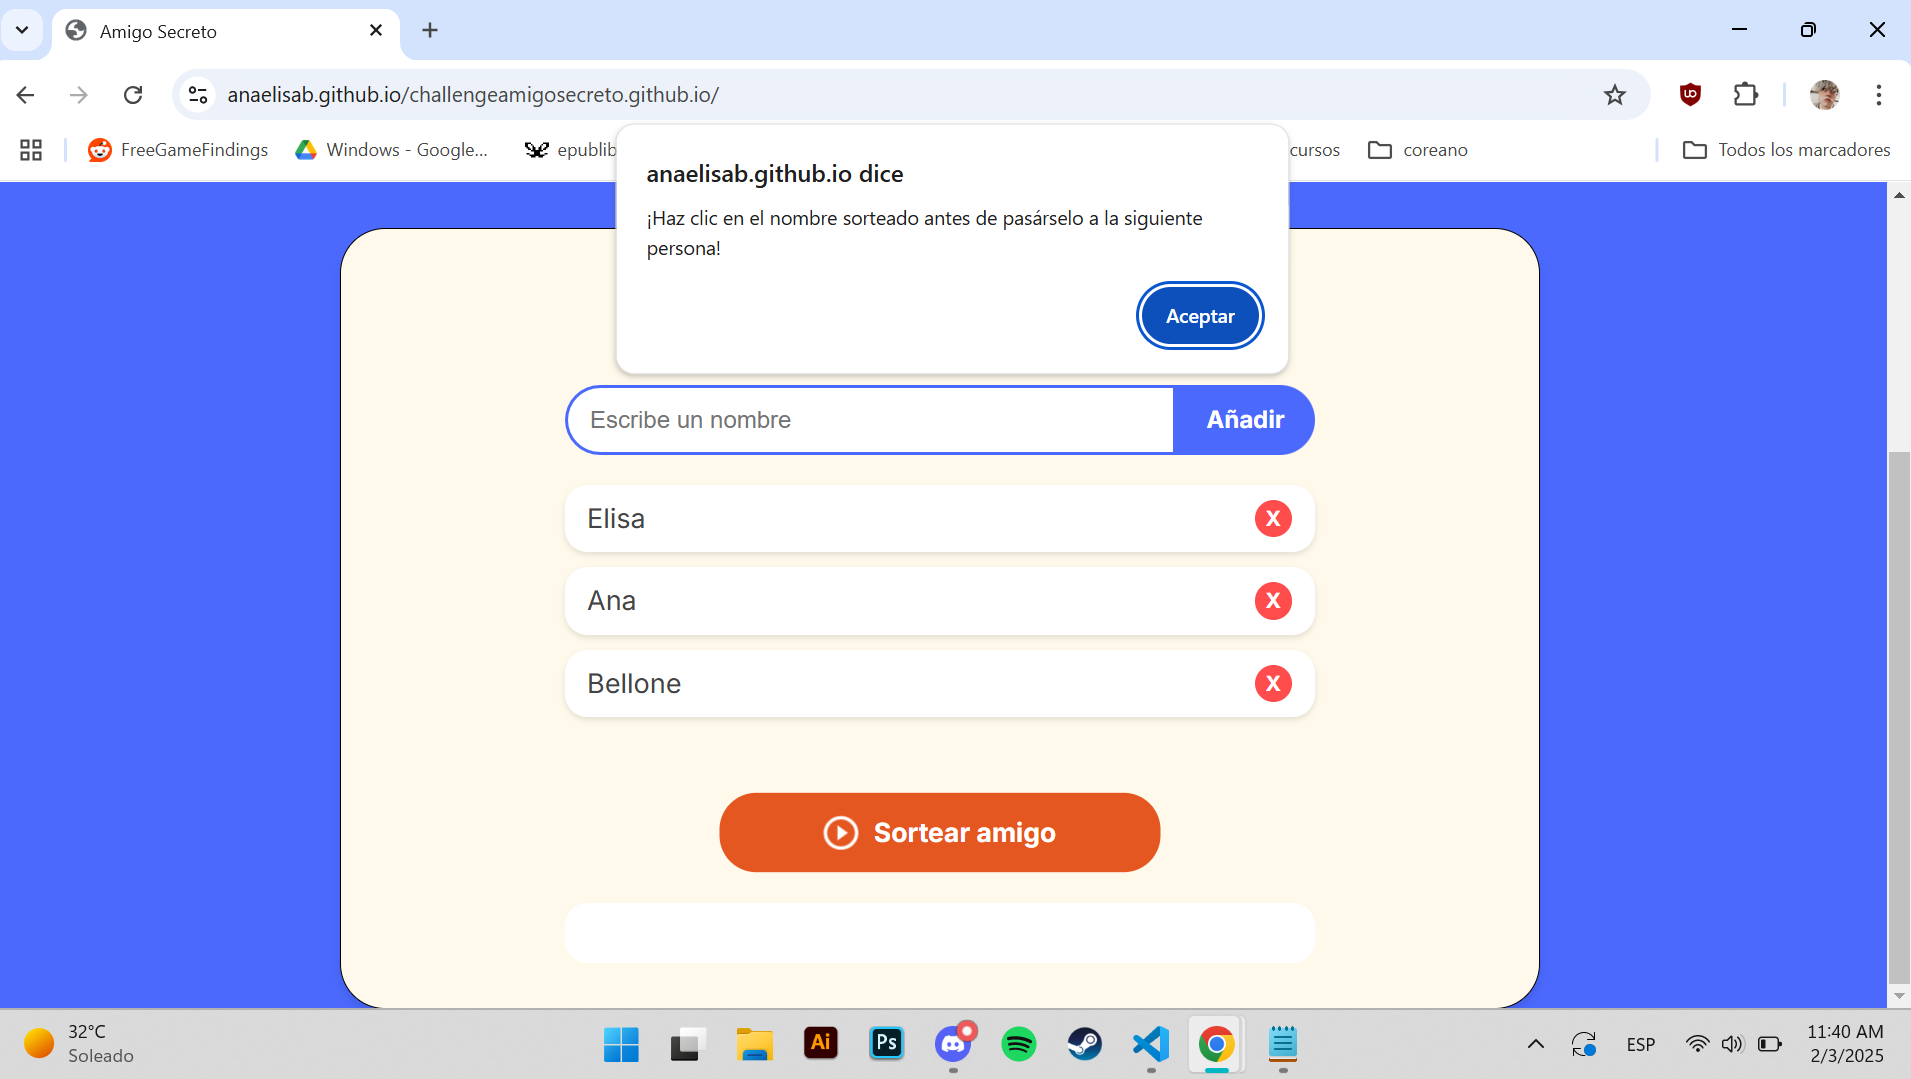 Amigo Secreto
anaelisab.github.io/challengeamigosecreto.github.io/
FreeGameFindings
Windows - Google...
epublib
cursos
coreano
Todos los marcadores
anaelisab.github.io dice
¡Haz clic en el nombre sorteado antes de pasárselo a la siguiente
persona!
Aceptar
Escribe un nombre
Añadir
Elisa
X
Ana
X
Bellone
X
Sortear amigo
32°C
Soleado
Ai
Ps
ESP
11:40 AM
2/3/2025